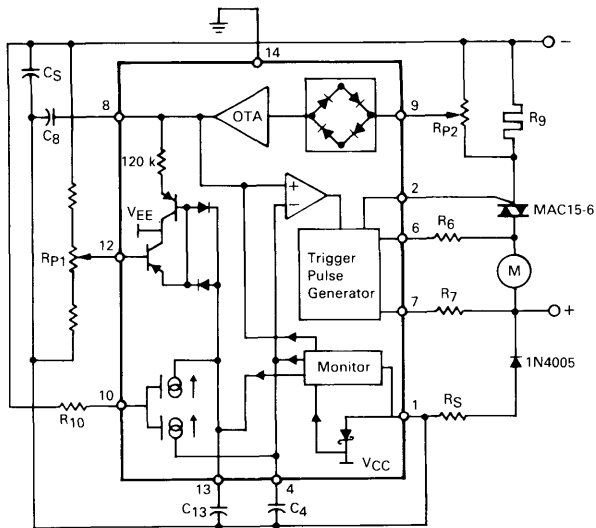 −
14
CS
C8
8
OTA
9
RP2
R9
120 k
2
MAC15-6
VEE
+
−
6
R6
RP1
12
Trigger
Pulse
Generator
M
7
R7
+
Monitor
1N4005
10
R10
1
RS
VCC
13
4
C13
C4